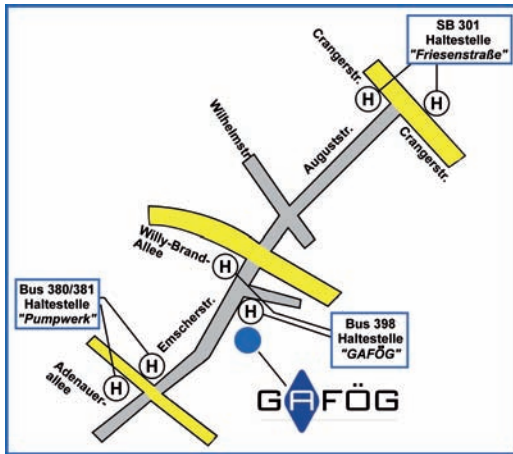 SB 301
Haltestelle
"Friesenstraße"
Crangerstr.
H
H
Crangerstr.
Wilhelmstr.
Auguststr.
Willy-Brand-
Allee
H
Bus 380/381
Haltestelle
"Pumpwerk"
Emscherstr.
H
Bus 398
Haltestelle
"GAFÖG"
H
Adenauer-
allee
H
GAFÖG